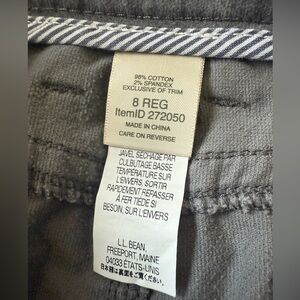 98% COTTON
2% SPANDEX
EXCLUSIVE OF TRIM
8 REG
ItemID 272050
MADE IN CHINA
CARE ON REVERSE
JAVEL SÉCHAGE PAR
CULBUTAGE BASSE
TEMPÉRATURE SUR
L'ENVERS, SORTIR
RAPIDEMENT REPASSER
À FER TIÈDE SI
BESOIN, SUR L'ENVERS
L.L. BEAN,
FREEPORT, MAINE
04033 ÉTATS-UNIS